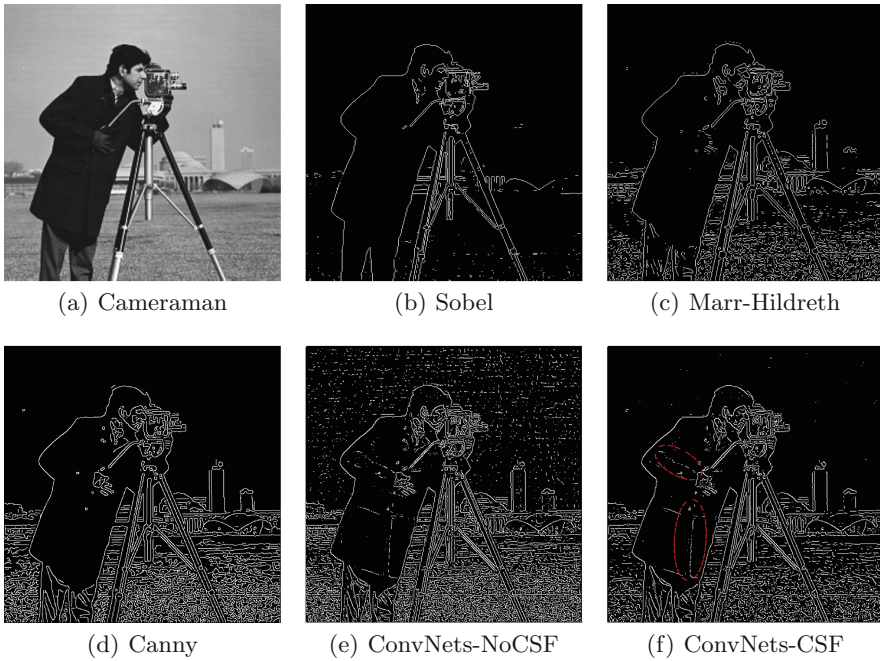 (a) Cameraman
(b) Sobel
(c) Marr-Hildreth
(d) Canny
(e) ConvNets-NoCSF
(f) ConvNets-CSF